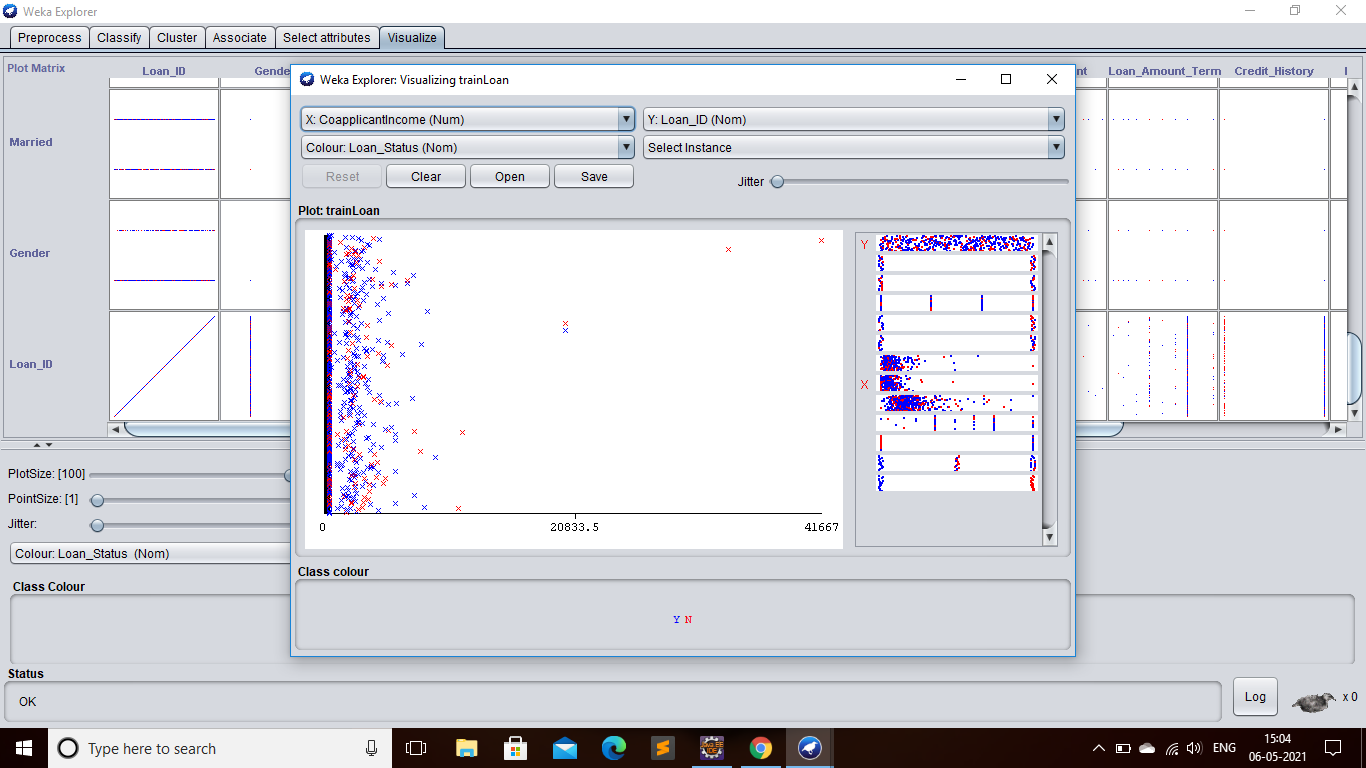 Weka Explorer
Preprocess Classify Cluster Associate Select attributes Visualize
Plot Matrix Loan_ID Gende nt Loan_Amount_Term Credit_History
Weka Explorer: Visualizing trainLoan
X: CoapplicantIncome (Num) Y: Loan_ID (Nom)
Married
Colour: Loan_Status (Nom) Select Instance
Reset Clear Open Save Jitter
Plot: trainLoan
Y
Gender
Loan_ID
X
PlotSize: [100]
PointSize: [1]
Jitter:
0 20833.5 41667
Colour: Loan_Status (Nom)
Class colour
Class Colour
Y N
Status
OK
Log x 0
Type here to search
ENG
15:04
06-05-2021